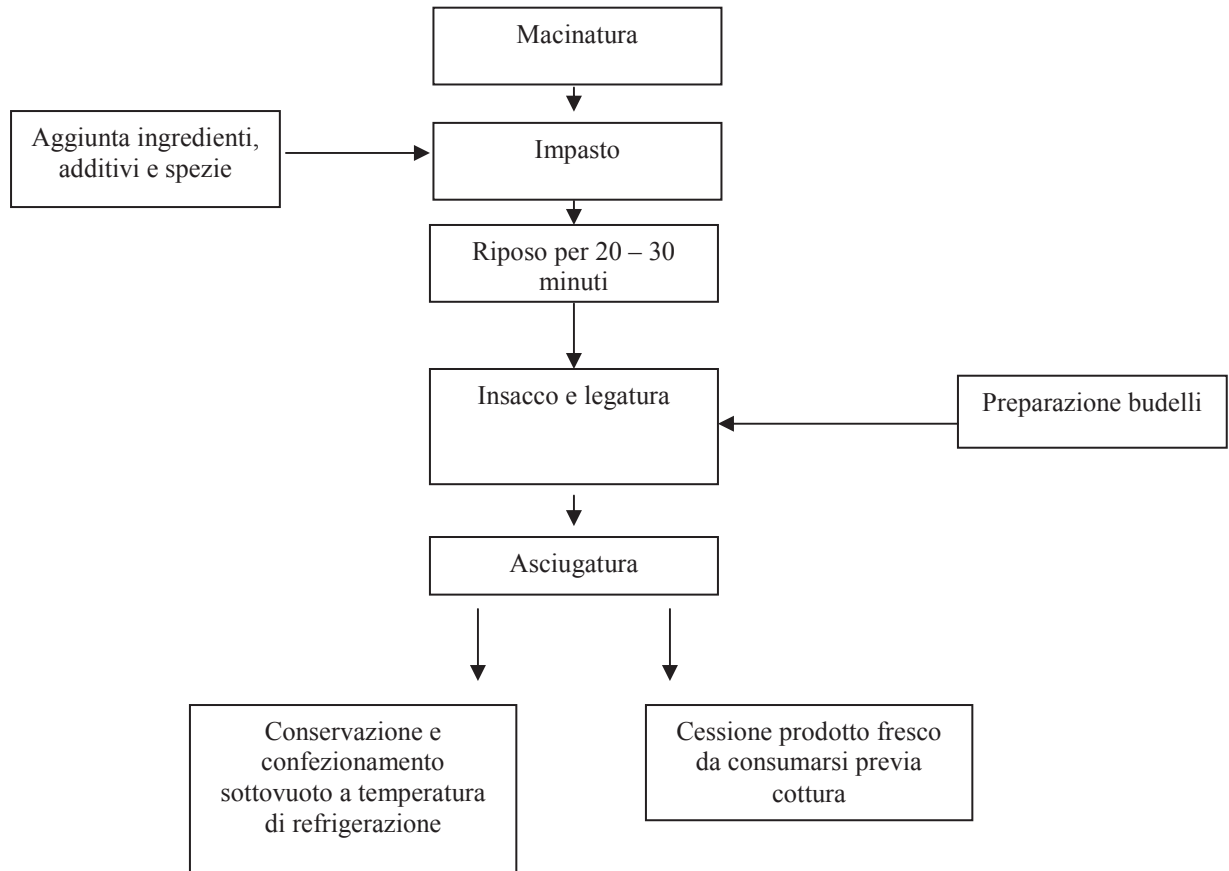 Macinatura
Aggiunta ingredienti,
additivi e spezie
Impasto
Riposo per 20 – 30
minuti
Insacco e legatura
Preparazione budelli
Asciugatura
Conservazione e
confezionamento
sottovuoto a temperatura
di refrigerazione
Cessione prodotto fresco
da consumarsi previa
cottura